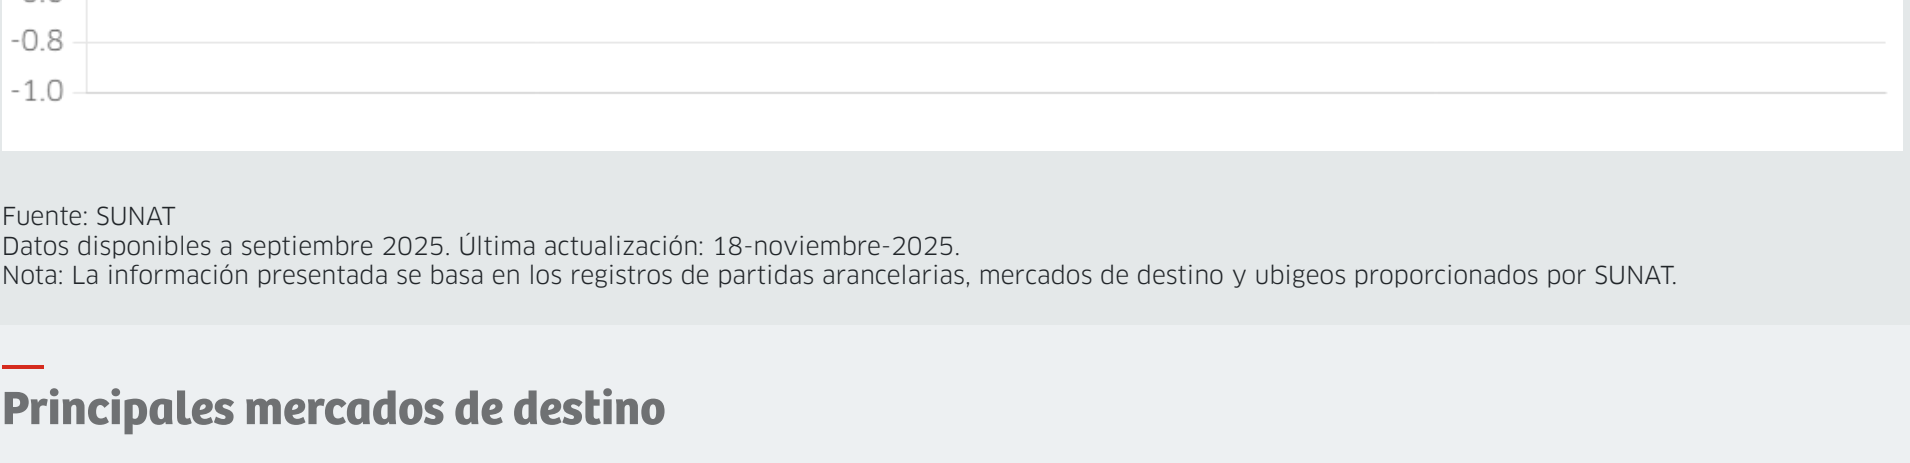 -0.8
-1.0
Fuente: SUNAT
Datos disponibles a septiembre 2025. Última actualización: 18-noviembre-2025.
Nota: La información presentada se basa en los registros de partidas arancelarias, mercados de destino y ubigeos proporcionados por SUNAT.
Principales mercados de destino